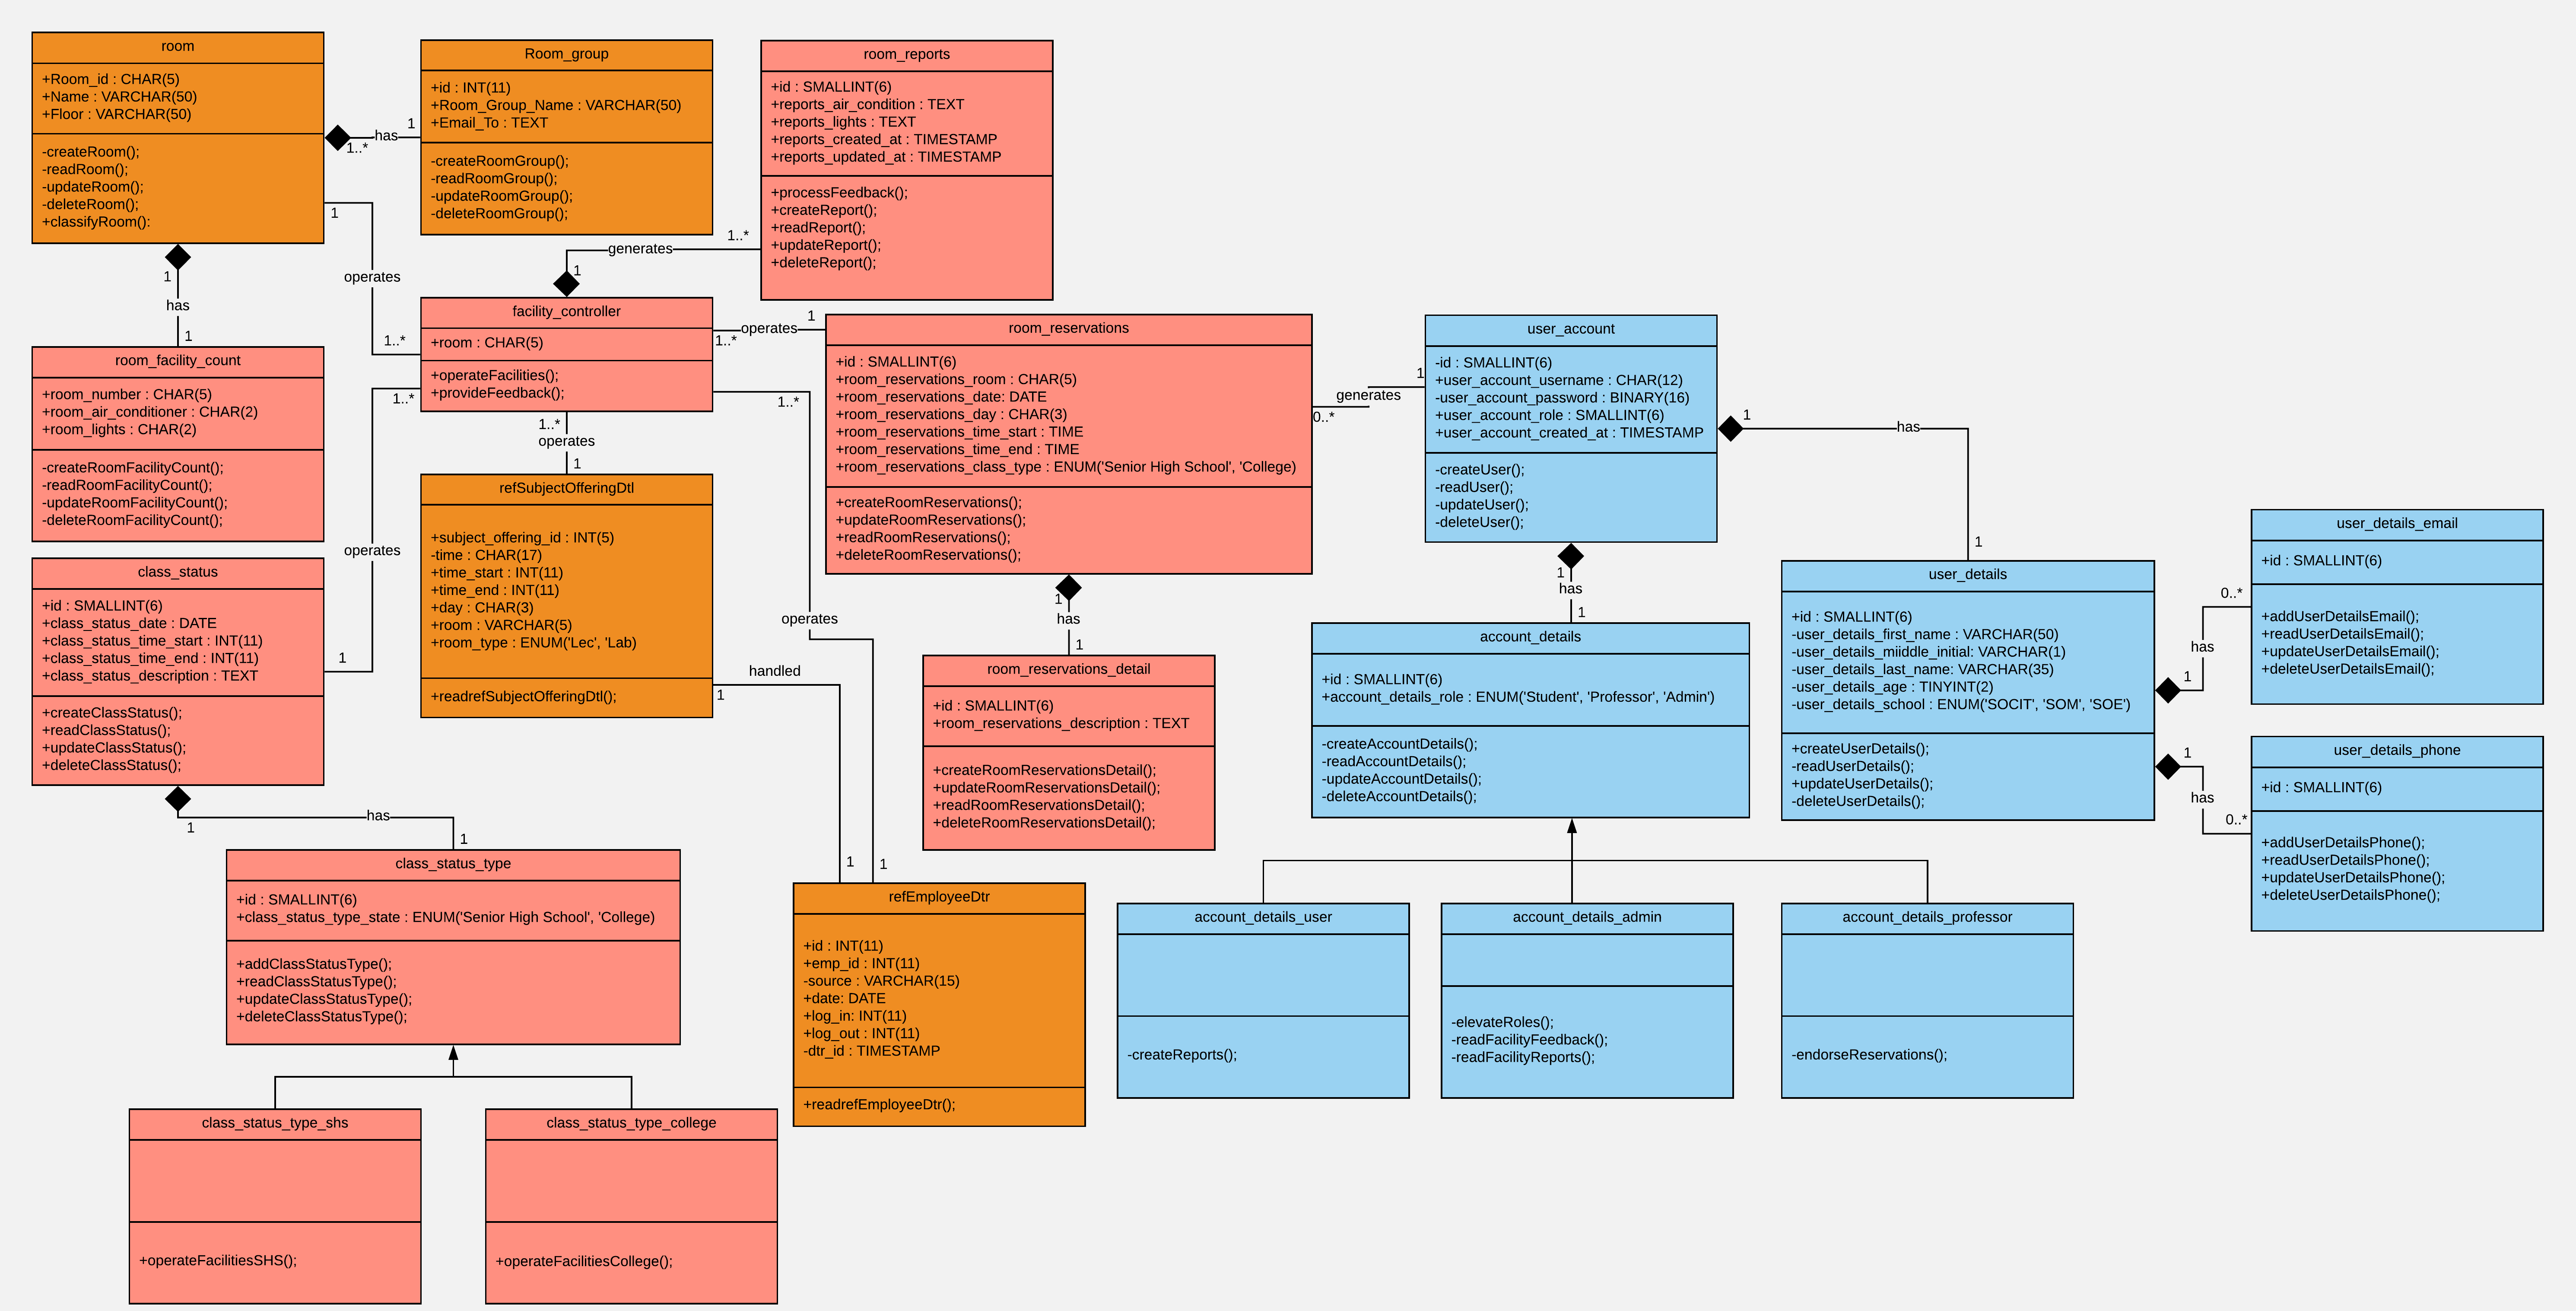 room
+Room_id : CHAR(5)
+Name : VARCHAR(50)
+Floor : VARCHAR(50)
-createRoom();
-readRoom();
-updateRoom();
-deleteRoom();
+classifyRoom():
has
1..*
1
Room_group
+id : INT(11)
+Room_Group_Name : VARCHAR(50)
+Email_To : TEXT
-createRoomGroup();
-readRoomGroup();
-updateRoomGroup();
-deleteRoomGroup();
room_reports
+id : SMALLINT(6)
+reports_air_condition : TEXT
+reports_lights : TEXT
+reports_created_at : TIMESTAMP
+reports_updated_at : TIMESTAMP
+processFeedback();
+createReport();
+readReport();
+updateReport();
+deleteReport();
1
operates
1..*
1
has
1
generates
1..*
1
facility_controller
+room : CHAR(5)
+operateFacilities();
+provideFeedback();
room_facility_count
+room_number : CHAR(5)
+room_air_conditioner : CHAR(2)
+room_lights : CHAR(2)
-createRoomFacilityCount();
-readRoomFacilityCount();
-updateRoomFacilityCount();
-deleteRoomFacilityCount();
1..*
operates
1
1..*
operates
1
1..*
operates
1
1..*
operates
1
room_reservations
+id : SMALLINT(6)
+room_reservations_room : CHAR(5)
+room_reservations_date: DATE
+room_reservations_day : CHAR(3)
+room_reservations_time_start : TIME
+room_reservations_time_end : TIME
+room_reservations_class_type : ENUM('Senior High School', 'College)
+createRoomReservations();
+updateRoomReservations();
+readRoomReservations();
+deleteRoomReservations();
0..*
generates
1
user_account
-id : SMALLINT(6)
+user_account_username : CHAR(12)
-user_account_password : BINARY(16)
+user_account_role : SMALLINT(6)
+user_account_created_at : TIMESTAMP
-createUser();
-readUser();
-updateUser();
-deleteUser();
1
has
1
refSubjectOfferingDtl
+subject_offering_id : INT(5)
-time : CHAR(17)
+time_start : INT(11)
+time_end : INT(11)
+day : CHAR(3)
+room : VARCHAR(5)
+room_type : ENUM('Lec', 'Lab)
+readrefSubjectOfferingDtl();
handled
1
1
class_status
+id : SMALLINT(6)
+class_status_date : DATE
+class_status_time_start : INT(11)
+class_status_time_end : INT(11)
+class_status_description : TEXT
+createClassStatus();
+readClassStatus();
+updateClassStatus();
+deleteClassStatus();
1
has
1
1
has
1
room_reservations_detail
+id : SMALLINT(6)
+room_reservations_description : TEXT
+createRoomReservationsDetail();
+updateRoomReservationsDetail();
+readRoomReservationsDetail();
+deleteRoomReservationsDetail();
1
has
1
account_details
+id : SMALLINT(6)
+account_details_role : ENUM('Student', 'Professor', 'Admin')
-createAccountDetails();
-readAccountDetails();
-updateAccountDetails();
-deleteAccountDetails();
user_details
+id : SMALLINT(6)
-user_details_first_name : VARCHAR(50)
-user_details_miiddle_initial: VARCHAR(1)
-user_details_last_name: VARCHAR(35)
-user_details_age : TINYINT(2)
-user_details_school : ENUM('SOCIT', 'SOM', 'SOE')
+createUserDetails();
-readUserDetails();
+updateUserDetails();
-deleteUserDetails();
0..*
has
1
user_details_email
+id : SMALLINT(6)
+addUserDetailsEmail();
+readUserDetailsEmail();
+updateUserDetailsEmail();
+deleteUserDetailsEmail();
1
has
0..*
user_details_phone
+id : SMALLINT(6)
+addUserDetailsPhone();
+readUserDetailsPhone();
+updateUserDetailsPhone();
+deleteUserDetailsPhone();
class_status_type
+id : SMALLINT(6)
+class_status_type_state : ENUM('Senior High School', 'College)
+addClassStatusType();
+readClassStatusType();
+updateClassStatusType();
+deleteClassStatusType();
refEmployeeDtr
+id : INT(11)
+emp_id : INT(11)
-source : VARCHAR(15)
+date: DATE
+log_in: INT(11)
+log_out : INT(11)
-dtr_id : TIMESTAMP
+readrefEmployeeDtr();
account_details_user
-createReports();
account_details_admin
-elevateRoles();
-readFacilityFeedback();
-readFacilityReports();
account_details_professor
-endorseReservations();
class_status_type_shs
+operateFacilitiesSHS();
class_status_type_college
+operateFacilitiesCollege();